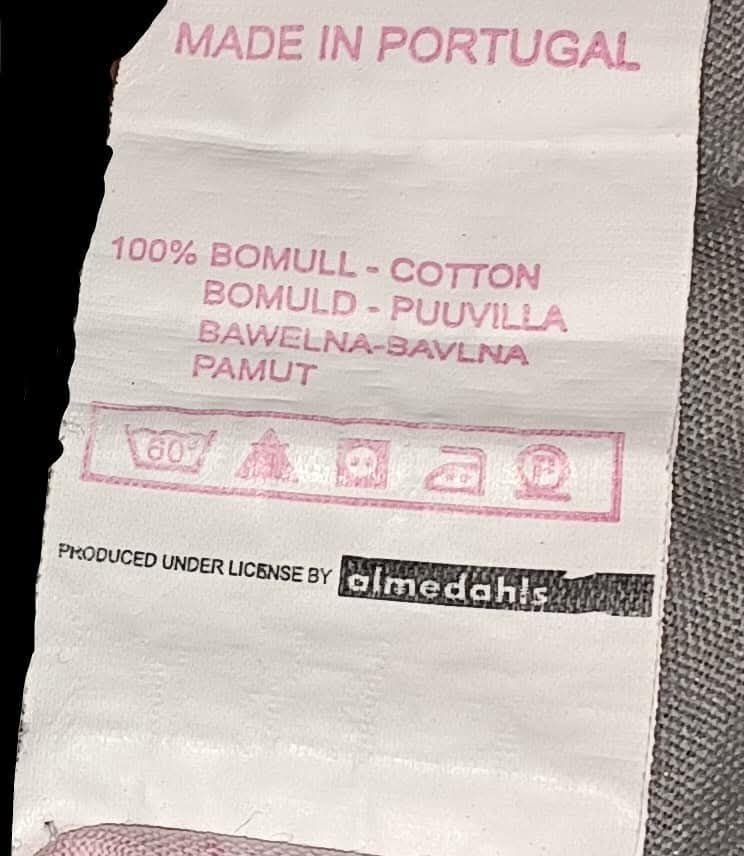 MADE IN PORTUGAL
100% BOMULL - COTTON
BOMULD - PUUVILLA
BAWELNA-BAVLNA
PAMUT
60°
P
PRODUCED UNDER LICENSE BY almedahls